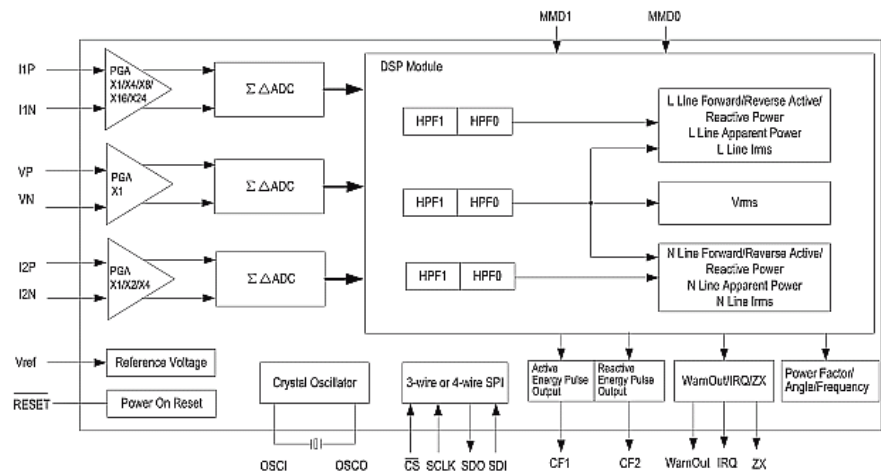 MMD1 MMD0
I1P
I1N
PGA
X1/X4/X8/
X16/X24
Σ △ADC
DSP Module
HPF1 HPF0
L Line Forward/Reverse Active/
Reactive Power
L Line Apparent Power
L Line Irms
VP
VN
PGA
X1
Σ △ADC
HPF1 HPF0
Vrms
I2P
I2N
PGA
X1/X2/X4
Σ △ADC
HPF1 HPF0
N Line Forward/Reverse Active/
Reactive Power
N Line Apparent Power
N Line Irms
Vref
Reference Voltage
RESET
Power On Reset
Crystal Oscillator
3-wire or 4-wire SPI
Active
Energy Pulse
Output
Reactive
Energy Pulse
Output
WarnOut/IRQ/ZX
Power Factor/
Angle/Frequency
OSCI OSCO CS SCLK SDO SDI CF1 CF2 WarnOut IRQ ZX